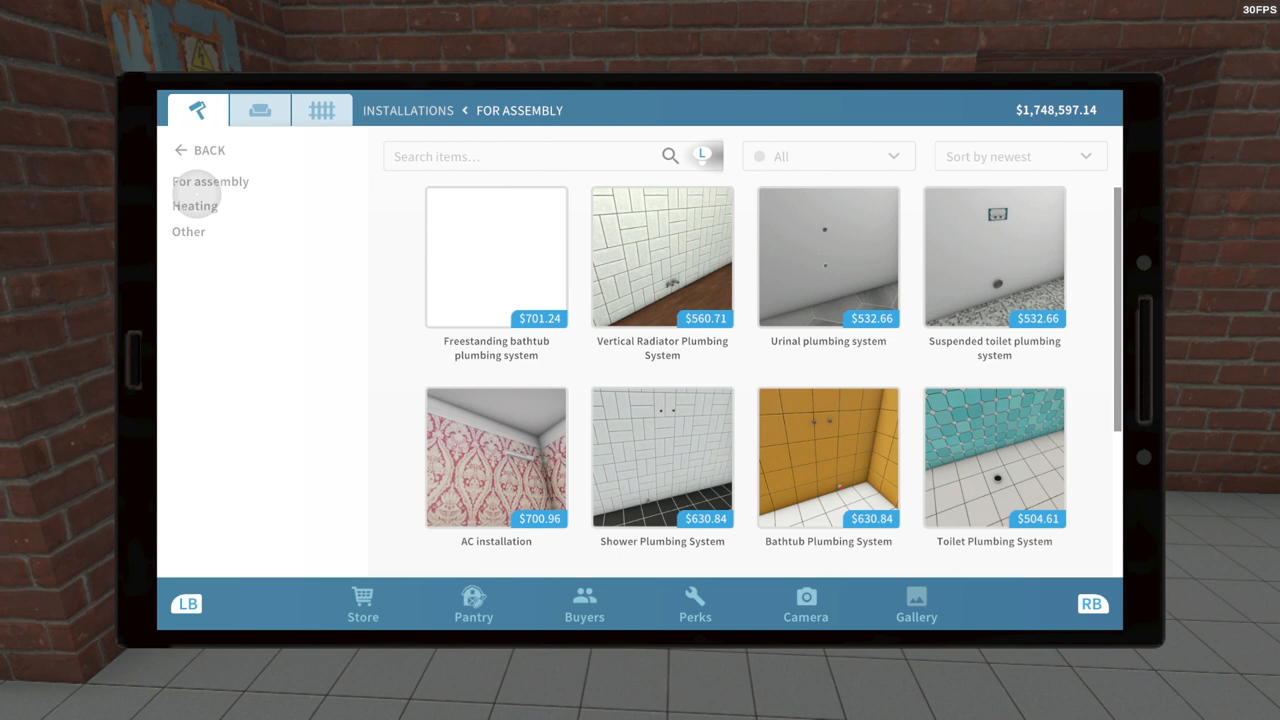 30FPS
INSTALLATIONS < FOR ASSEMBLY
$1,748,597.14
BACK
For assembly
Heating
Other
Search items...
L
All
Sort by newest
$701.24
Freestanding bathtub
plumbing system
$560.71
Vertical Radiator Plumbing
System
$532.66
Urinal plumbing system
$532.66
Suspended toilet plumbing
system
$700.96
AC installation
$630.84
Shower Plumbing System
$630.84
Bathtub Plumbing System
$504.61
Toilet Plumbing System
LB
Store
Pantry
Buyers
Perks
Camera
Gallery
RB